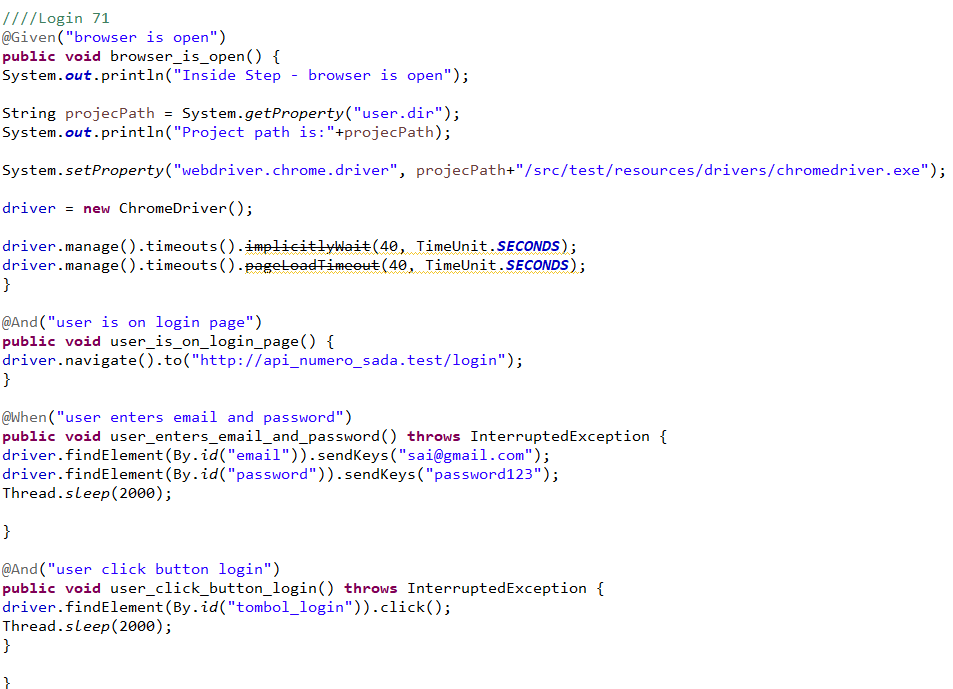 ////Login 71
@Given("browser is open")
public void browser_is_open() {
System.out.println("Inside Step - browser is open");
String projecPath = System.getProperty("user.dir");
System.out.println("Project path is:"+projecPath);
System.setProperty("webdriver.chrome.driver", projecPath+"/src/test/resources/drivers/chromedriver.exe");
driver = new ChromeDriver();
driver.manage().timeouts().implicitlyWait(40, TimeUnit.SECONDS);
driver.manage().timeouts().pageLoadTimeout(40, TimeUnit.SECONDS);
}
@And("user is on login page")
public void user_is_on_login_page() {
driver.navigate().to("http://api_numero_sada.test/login");
}
@When("user enters email and password")
public void user_enters_email_and_password() throws InterruptedException {
driver.findElement(By.id("email")).sendKeys("sai@gmail.com");
driver.findElement(By.id("password")).sendKeys("password123");
Thread.sleep(2000);
}
@And("user click button login")
public void user_click_button_login() throws InterruptedException {
driver.findElement(By.id("tombol_login")).click();
Thread.sleep(2000);
}
}